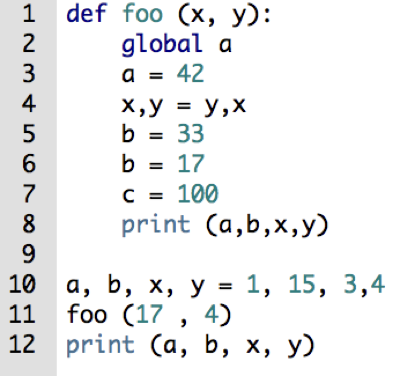 1 def foo (x, y):
2     global a
3     a = 42
4     x,y = y,x
5     b = 33
6     b = 17
7     c = 100
8     print (a,b,x,y)
9
10 a, b, x, y = 1, 15, 3,4
11 foo (17 , 4)
12 print (a, b, x, y)